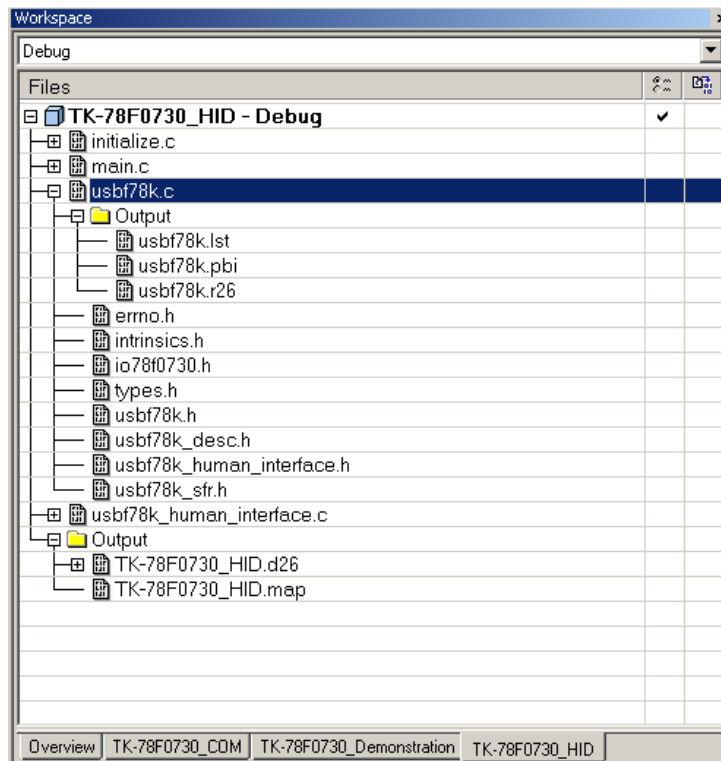 Workspace
Debug
Files
TK-78F0730_HID - Debug
initialize.c
main.c
usbf78k.c
Output
usbf78k.lst
usbf78k.pbi
usbf78k.r26
errno.h
intrinsics.h
io78f0730.h
types.h
usbf78k.h
usbf78k_desc.h
usbf78k_human_interface.h
usbf78k_sfr.h
usbf78k_human_interface.c
Output
TK-78F0730_HID.d26
TK-78F0730_HID.map
Overview TK-78F0730_COM TK-78F0730_Demonstration TK-78F0730_HID